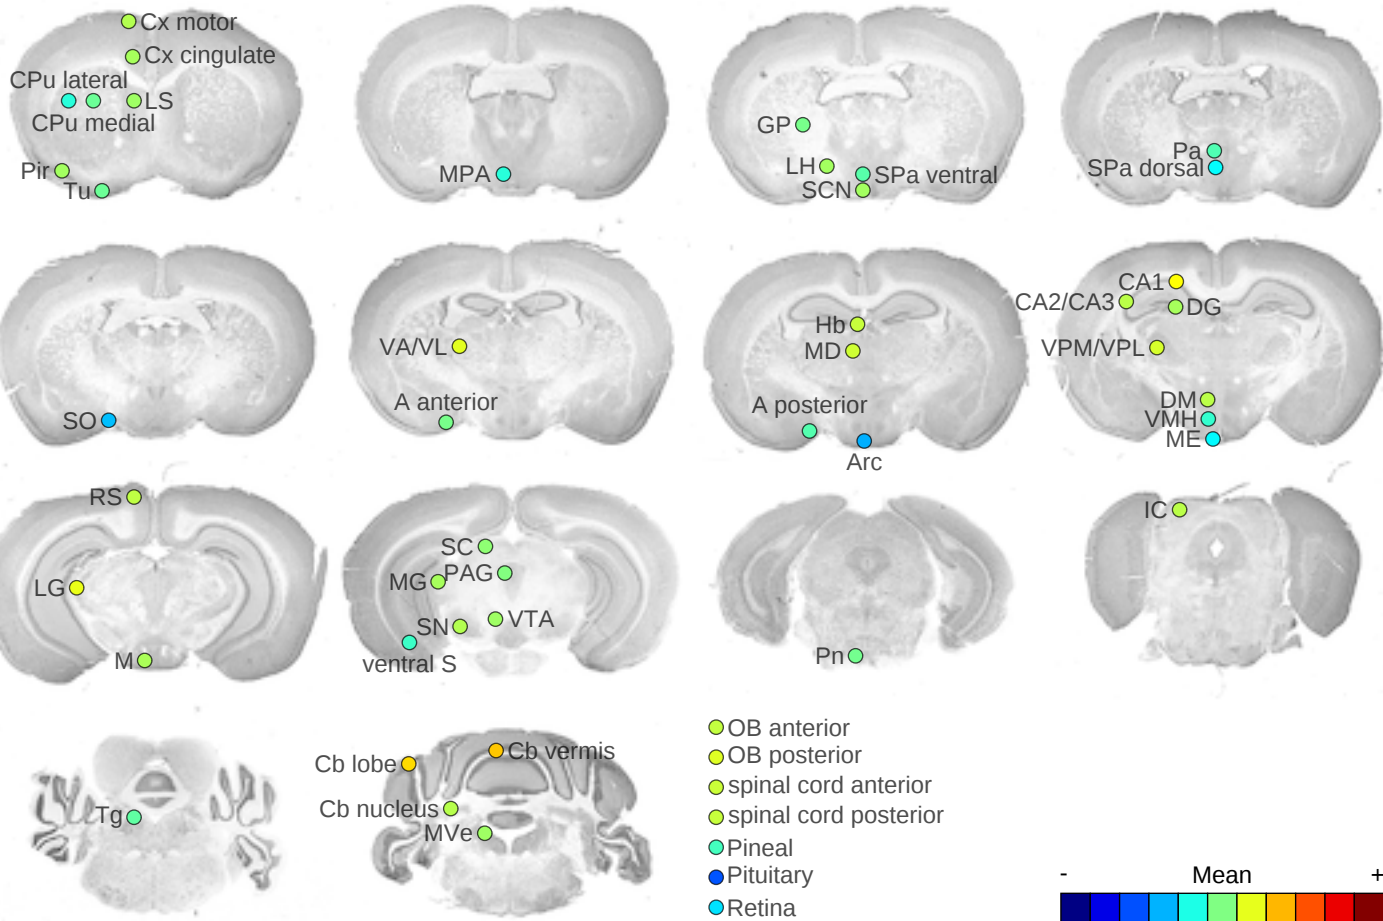 Cx motor
Cx cingulate
CPu lateral
LS
CPu medial
Pir
Tu
MPA
GP
LH
SPa ventral
SCN
Pa
SPa dorsal
SO
VA/VL
A anterior
Hb
MD
A posterior
Arc
CA1
CA2/CA3
DG
VPM/VPL
DM
VMH
ME
RS
LG
M
SC
PAG
MG
VTA
SN
ventral S
Pn
IC
Tg
Cb lobe
Cb vermis
Cb nucleus
MVe
OB anterior
OB posterior
spinal cord anterior
spinal cord posterior
Pineal
Pituitary
Retina
- Mean +